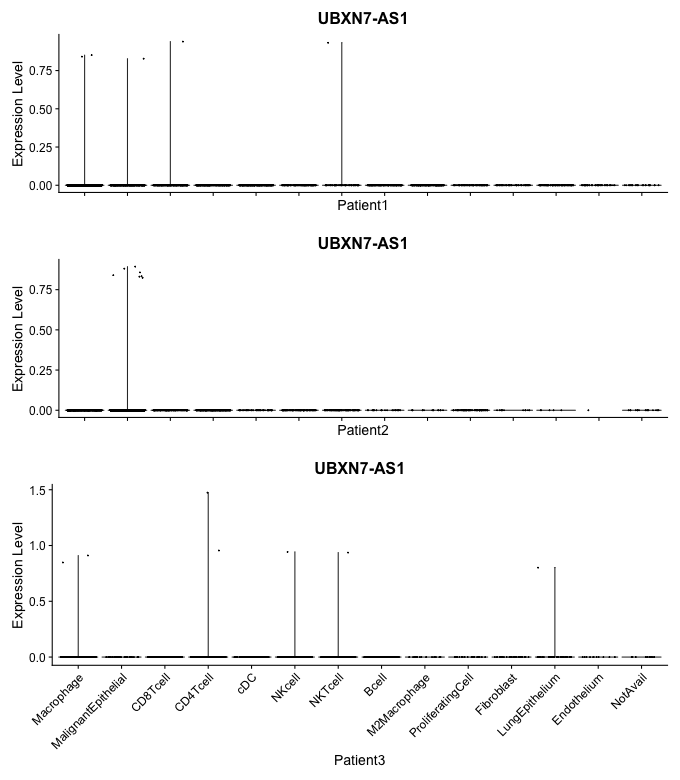 UBXN7-AS1
Expression Level
0.75
0.50
0.25
0.00
Patient1
UBXN7-AS1
Expression Level
0.75
0.50
0.25
0.00
Patient2
UBXN7-AS1
Expression Level
1.5
1.0
0.5
0.0
Macrophage
MalignantEpithelial
CD8Tcell
CD4Tcell
cDC
NKcell
NKTcell
Bcell
M2Macrophage
ProliferatingCell
Fibroblast
LungEpithelium
Endothelium
NotAvail
Patient3